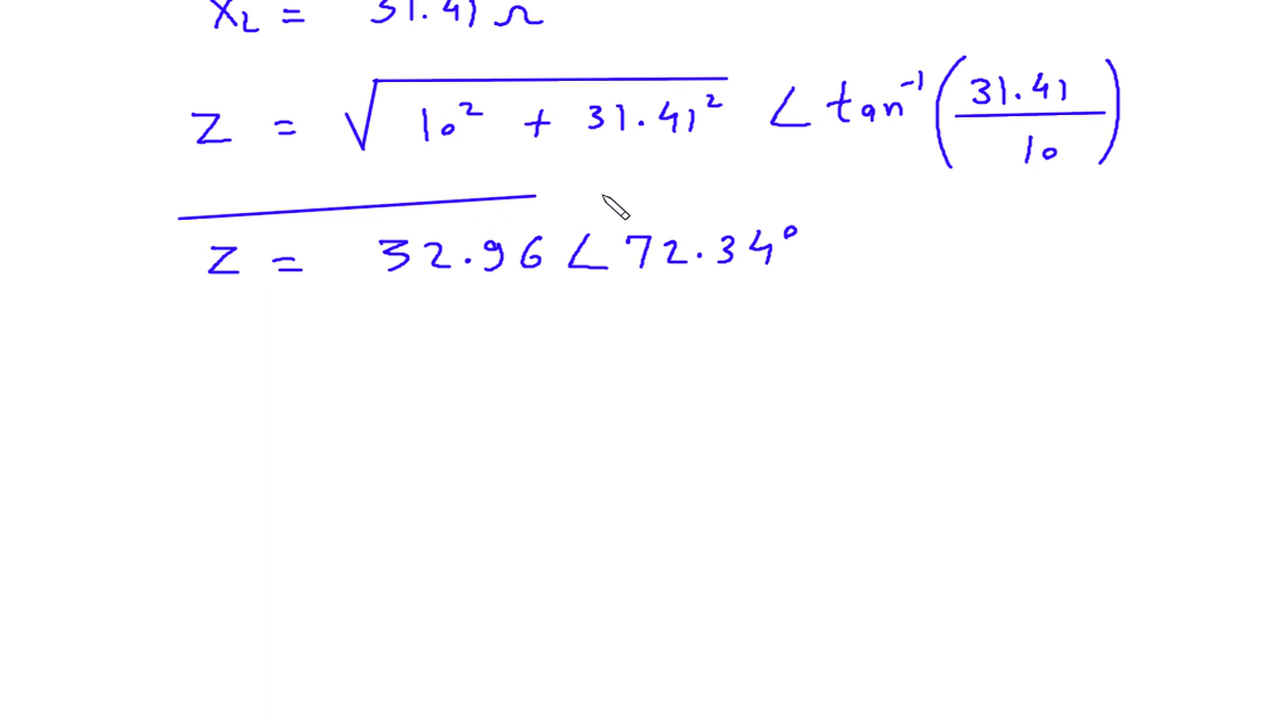 X_L = 31.41 Ω
Z = √(10² + 31.41²) ∠ tan⁻¹(31.41/10)
Z = 32.96 ∠ 72.34°